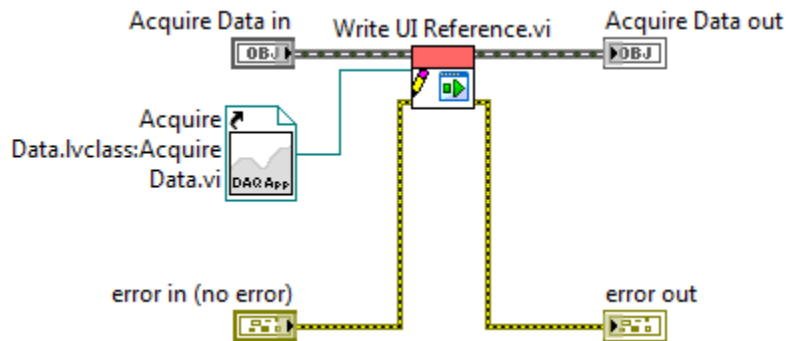 Acquire Data in
Write UI Reference.vi
Acquire Data out
OBJ
OBJ
Acquire
Data.lvclass:Acquire
Data.vi
DAQ App
error in (no error)
error out